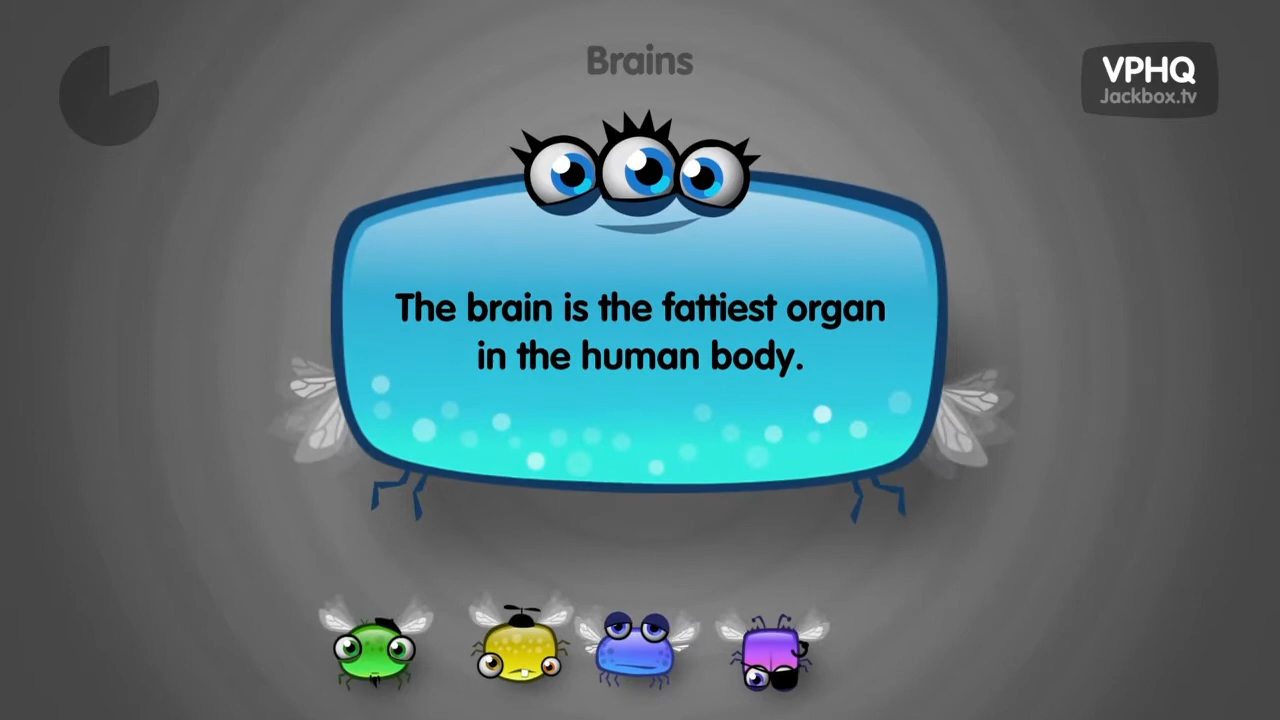 Brains
VPHQ
Jackbox.tv
The brain is the fattiest organ
in the human body.